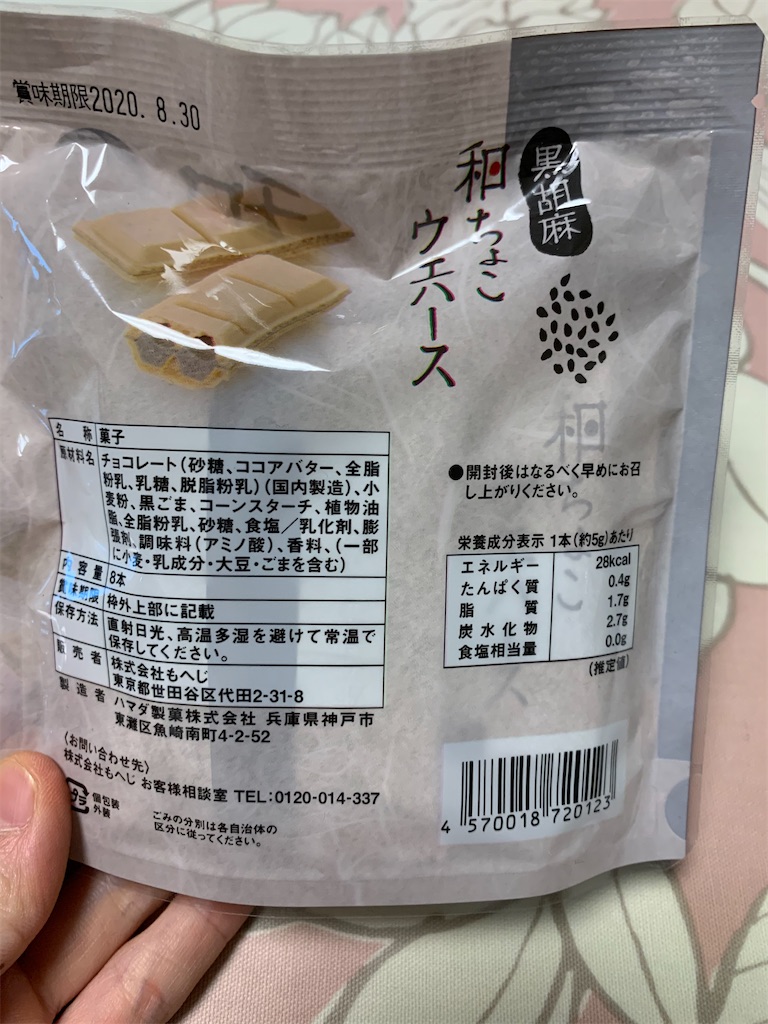 賞味期限2020. 8.30
黒胡麻
和ちょこ
ウエハース
名称 菓子
原材料名 チョコレート(砂糖、ココアバター、全脂
粉乳、乳糖、脱脂粉乳)(国内製造)、小
麦粉、黒ごま、コーンスターチ、植物油
脂、全脂粉乳、砂糖、食塩/乳化剤、膨
張剤、調味料(アミノ酸)、香料、(一部
に小麦・乳成分・大豆・ごまを含む)
内容量 8本
賞味期限 枠外上部に記載
保存方法 直射日光、高温多湿を避けて常温で
保存してください。
販売者 株式会社もへじ
東京都世田谷区代田2-31-8
製造者 ハマダ製菓株式会社 兵庫県神戸市
東灘区魚崎南町4-2-52
〈お問い合わせ先〉
株式会社もへじ お客様相談室 TEL:0120-014-337
プラ 個包装
外装
ごみの分別は各自治体の
区分に従ってください。
●開封後はなるべく早めにお召
し上がりください。
栄養成分表示 1本(約5g)あたり
エネルギー 28kcal
たんぱく質 0.4g
脂質 1.7g
炭水化物 2.7g
食塩相当量 0.0g
(推定値)
4 570018 720123